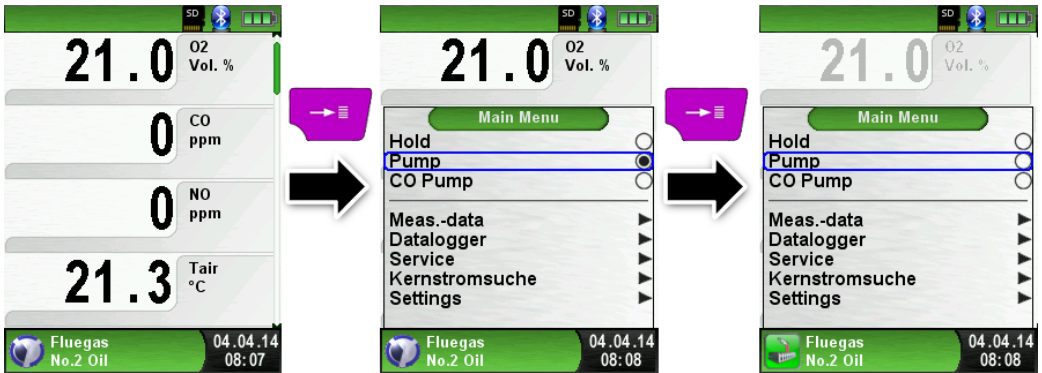 SD
21.0 O2 Vol. %
0 CO ppm
0 NO ppm
21.3 Tair °C
Fluegas 04.04.14
No.2 Oil 08:07
SD
21.0 O2 Vol. %
Main Menu
Hold
Pump
CO Pump
Meas.-data
Datalogger
Service
Kernstromsuche
Settings
Fluegas 04.04.14
No.2 Oil 08:08
SD
21.0 O2 Vol. %
Main Menu
Hold
Pump
CO Pump
Meas.-data
Datalogger
Service
Kernstromsuche
Settings
Fluegas 04.04.14
No.2 Oil 08:08